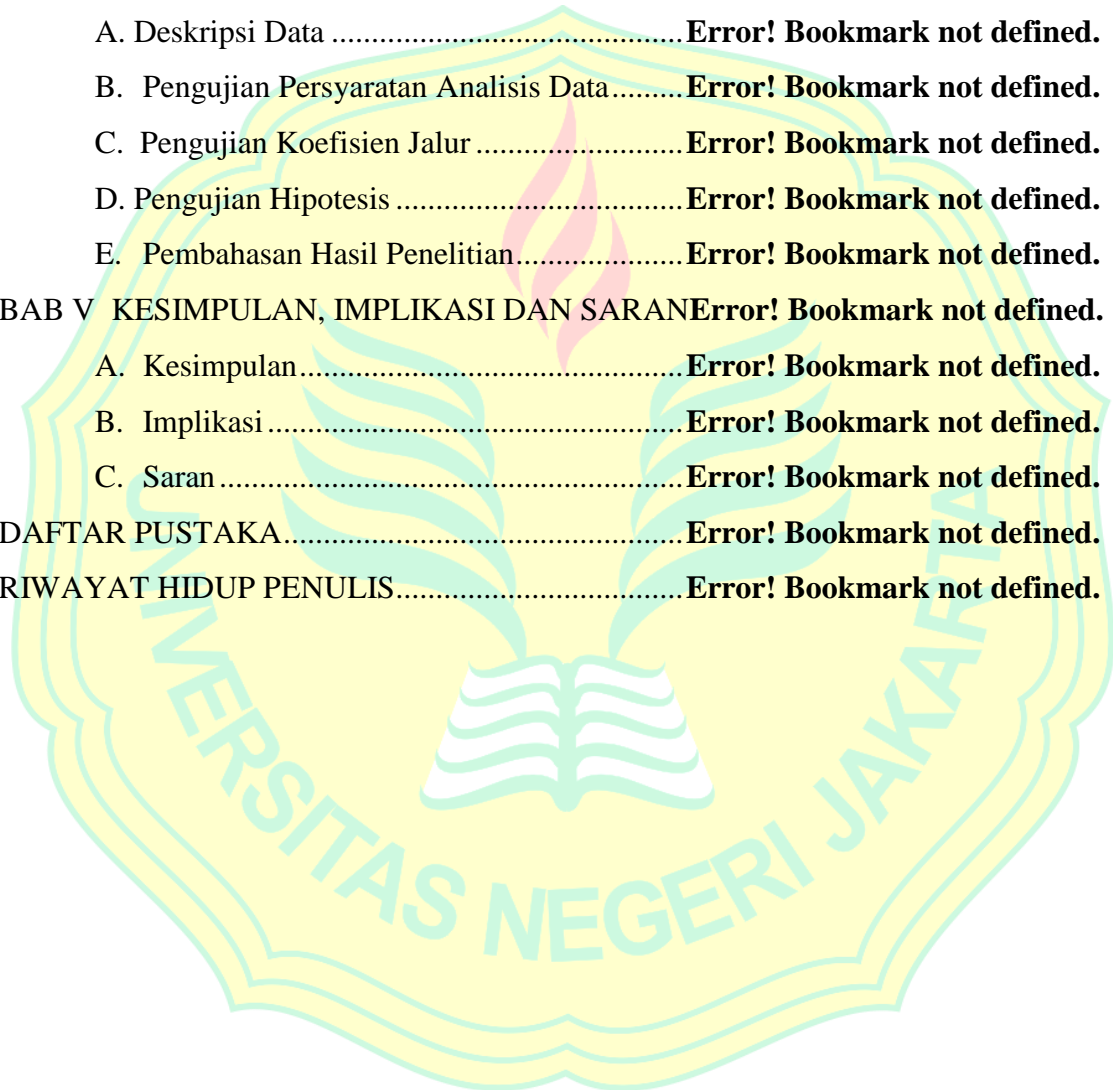 A. Deskripsi Data ............................................Error! Bookmark not defined.
B. Pengujian Persyaratan Analisis Data.........Error! Bookmark not defined.
C. Pengujian Koefisien Jalur ..........................Error! Bookmark not defined.
D. Pengujian Hipotesis ....................................Error! Bookmark not defined.
E. Pembahasan Hasil Penelitian.....................Error! Bookmark not defined.
BAB V KESIMPULAN, IMPLIKASI DAN SARANError! Bookmark not defined.
A. Kesimpulan................................................Error! Bookmark not defined.
B. Implikasi ....................................................Error! Bookmark not defined.
C. Saran ..........................................................Error! Bookmark not defined.
DAFTAR PUSTAKA..................................................Error! Bookmark not defined.
RIWAYAT HIDUP PENULIS....................................Error! Bookmark not defined.
UNIVERSITAS NEGERI JAKARTA